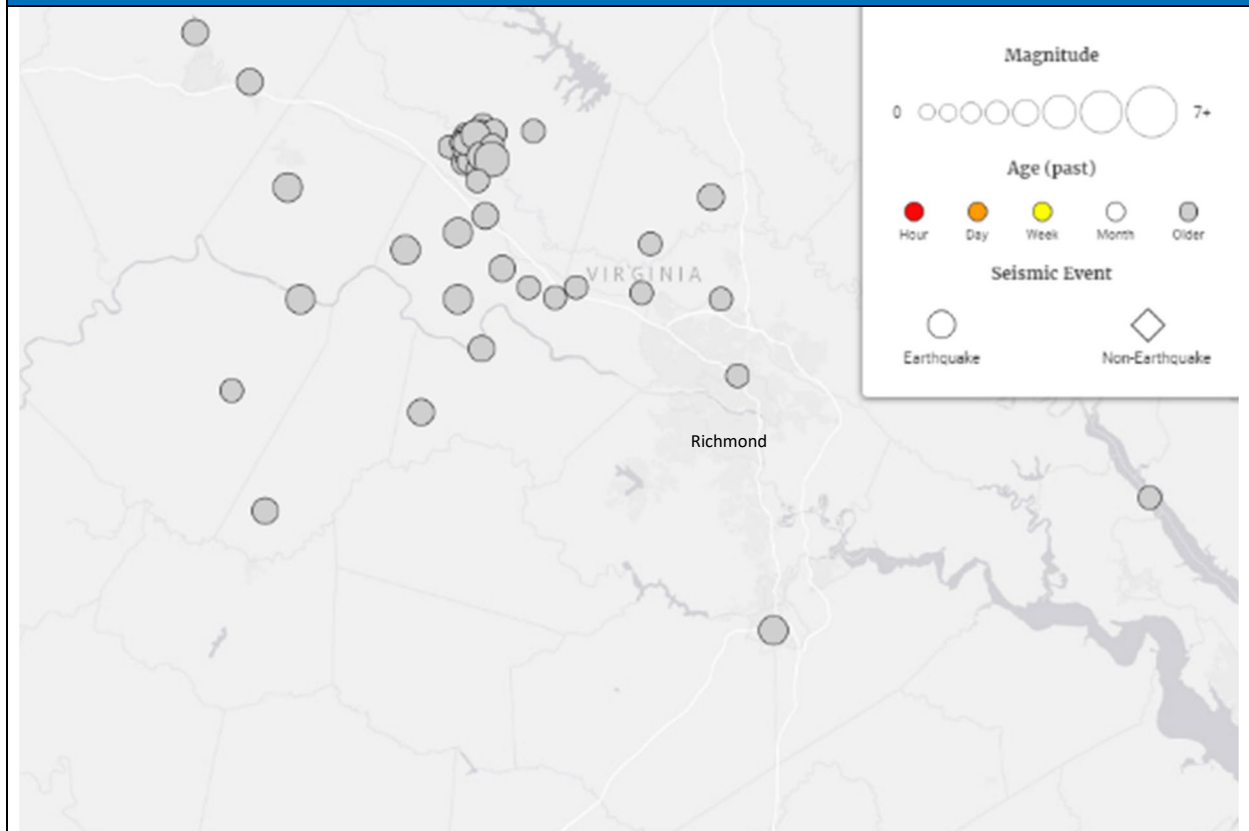 Magnitude
0 7+
Age (past)
Hour Day Week Month Older
Seismic Event
Earthquake Non-Earthquake
VIRGINIA
Richmond